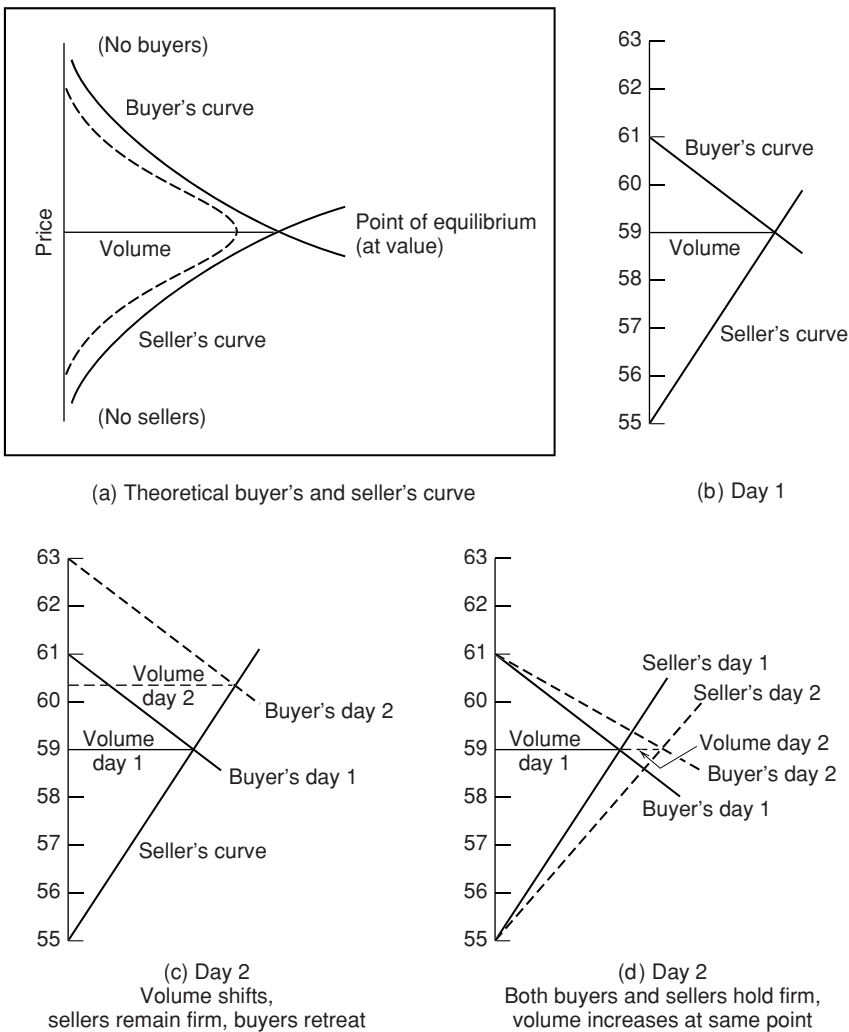 (No buyers)
Buyer's curve
Price
Volume
Point of equilibrium
(at value)
Seller's curve
(No sellers)
(a) Theoretical buyer's and seller's curve
63
62
61
60
59
58
57
56
55
Buyer's curve
Volume
Seller's curve
(b) Day 1
63
62
61
60
59
58
57
56
55
Volume
day 2
Buyer's day 2
Volume
day 1
Buyer's day 1
Seller's curve
(c) Day 2
Volume shifts,
sellers remain firm, buyers retreat
63
62
61
60
59
58
57
56
55
Seller's day 1
Seller's day 2
Volume
day 1
Volume day 2
Buyer's day 2
Buyer's day 1
(d) Day 2
Both buyers and sellers hold firm,
volume increases at same point